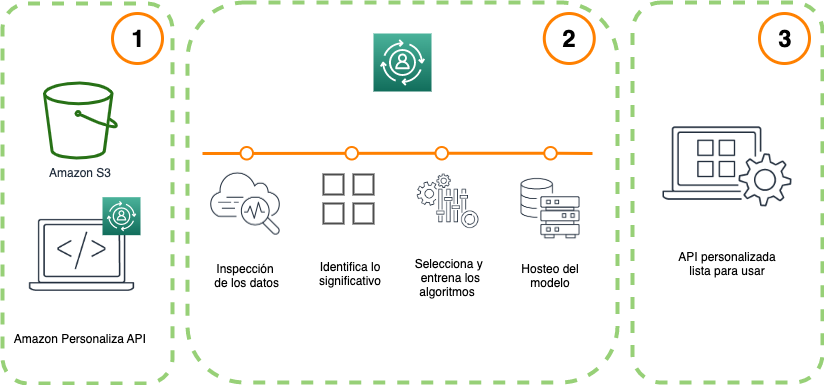 1
Amazon S3
Amazon Personaliza API
2
Inspección
de los datos
Identifica lo
significativo
Selecciona y
entrena los
algoritmos
Hosteo del
modelo
3
API personalizada
lista para usar